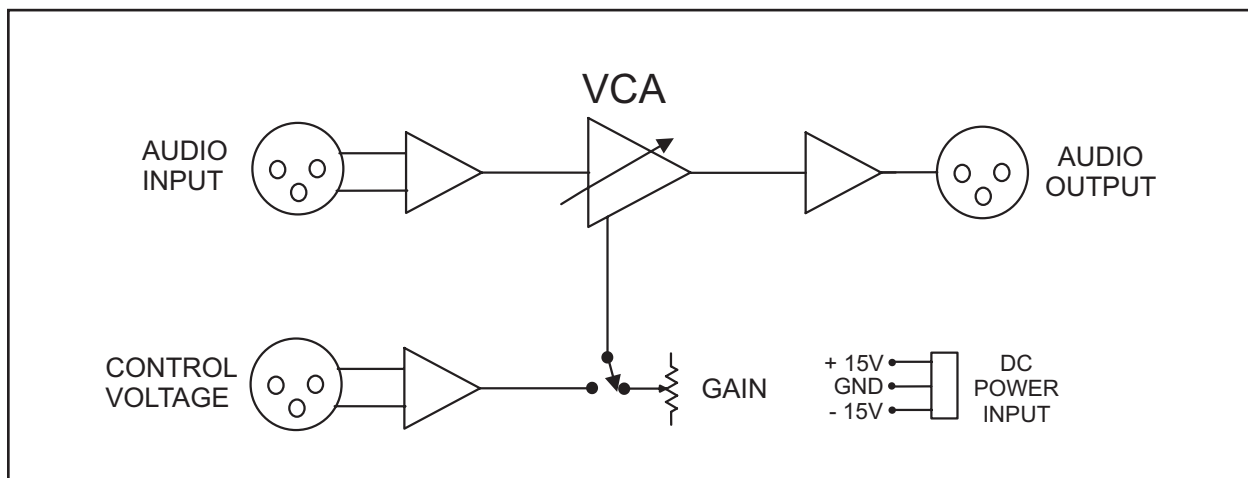 VCA
AUDIO
INPUT
AUDIO
OUTPUT
CONTROL
VOLTAGE
GAIN
+ 15V
GND
- 15V
DC
POWER
INPUT